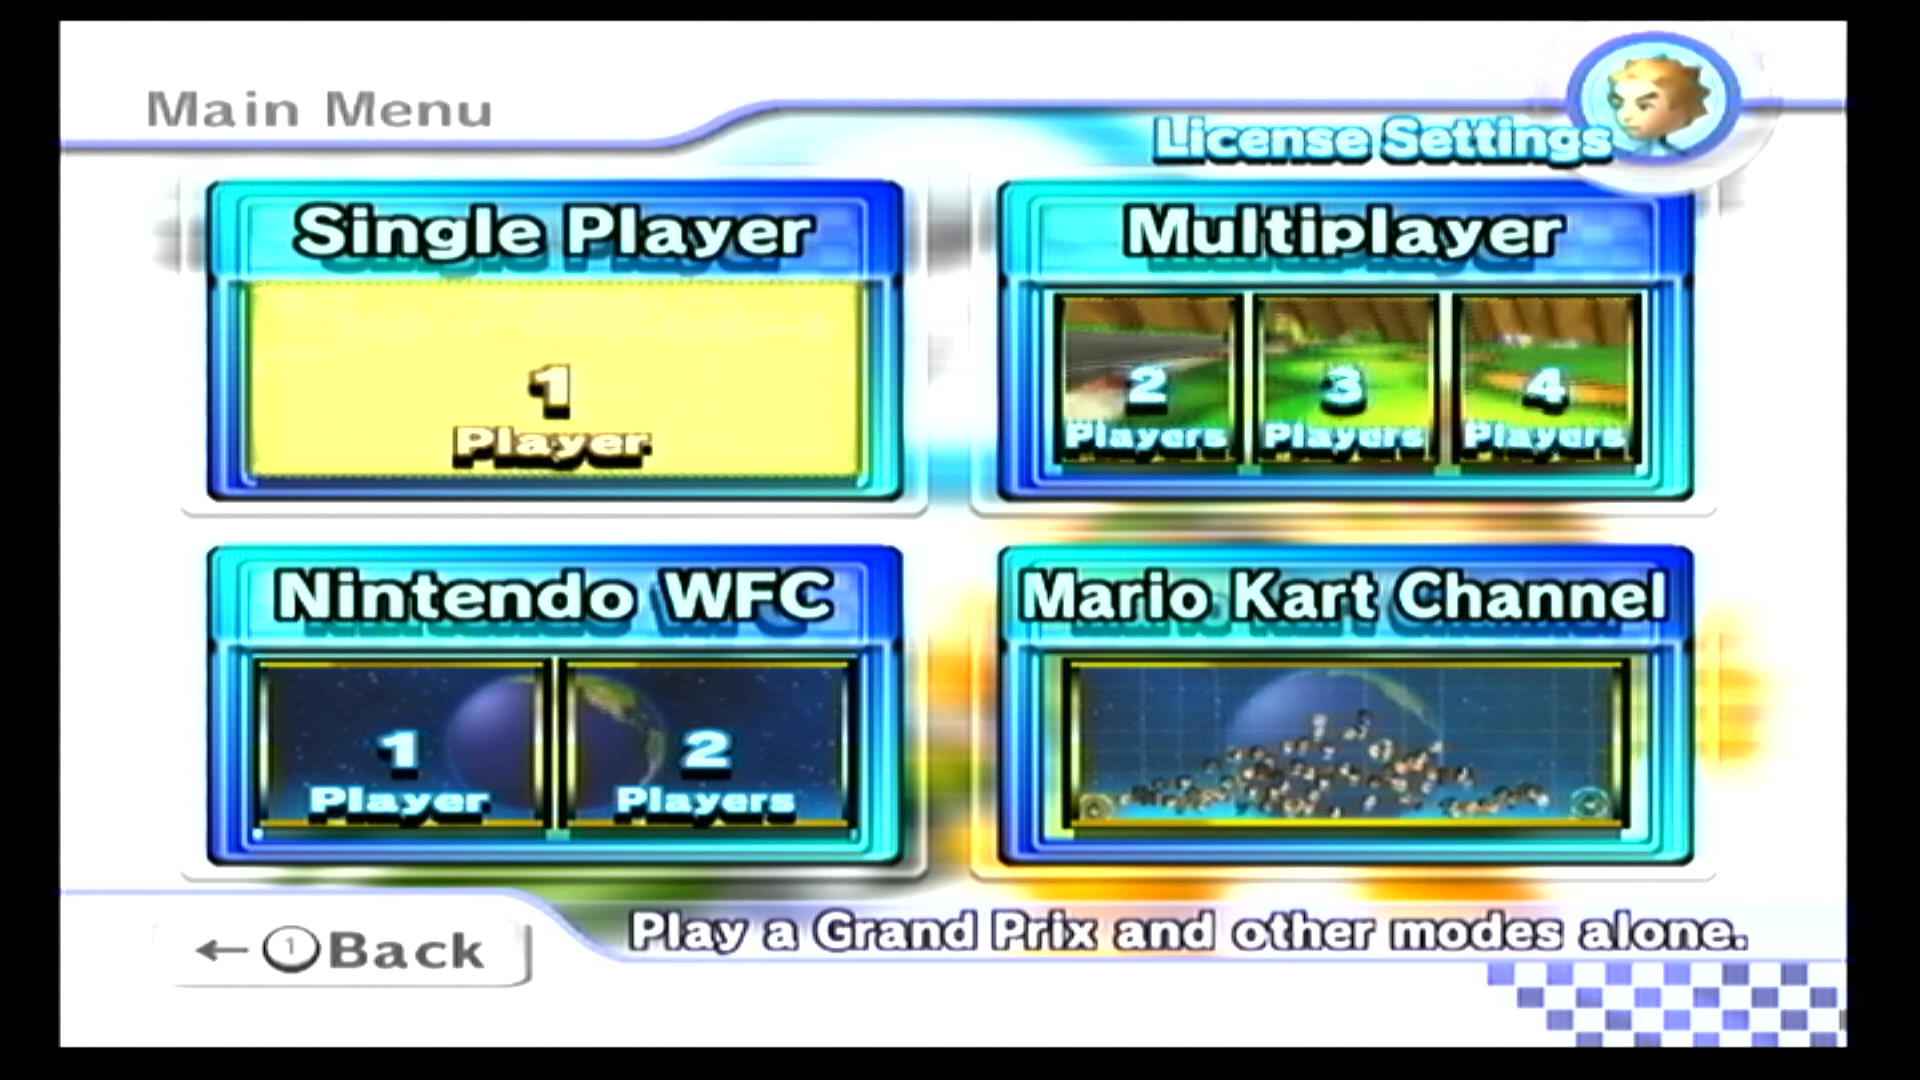 Main Menu
License Settings
Single Player
1
Player
Multiplayer
2
Players
3
Players
4
Players
Nintendo WFC
1
Player
2
Players
Mario Kart Channel
← 1 Back
Play a Grand Prix and other modes alone.